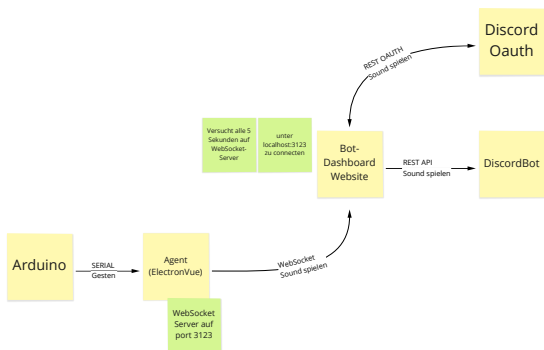 Discord
Oauth
REST OAUTH
Sound spielen
Versucht alle 5
Sekunden auf
WebSocket-
Server
unter
localhost:3123
zu connecten
Bot-
Dashboard
Website
REST API
Sound spielen
DiscordBot
Arduino
SERIAL
Gesten
Agent
(ElectronVue)
WebSocket
Sound spielen
WebSocket
Server auf
port 3123